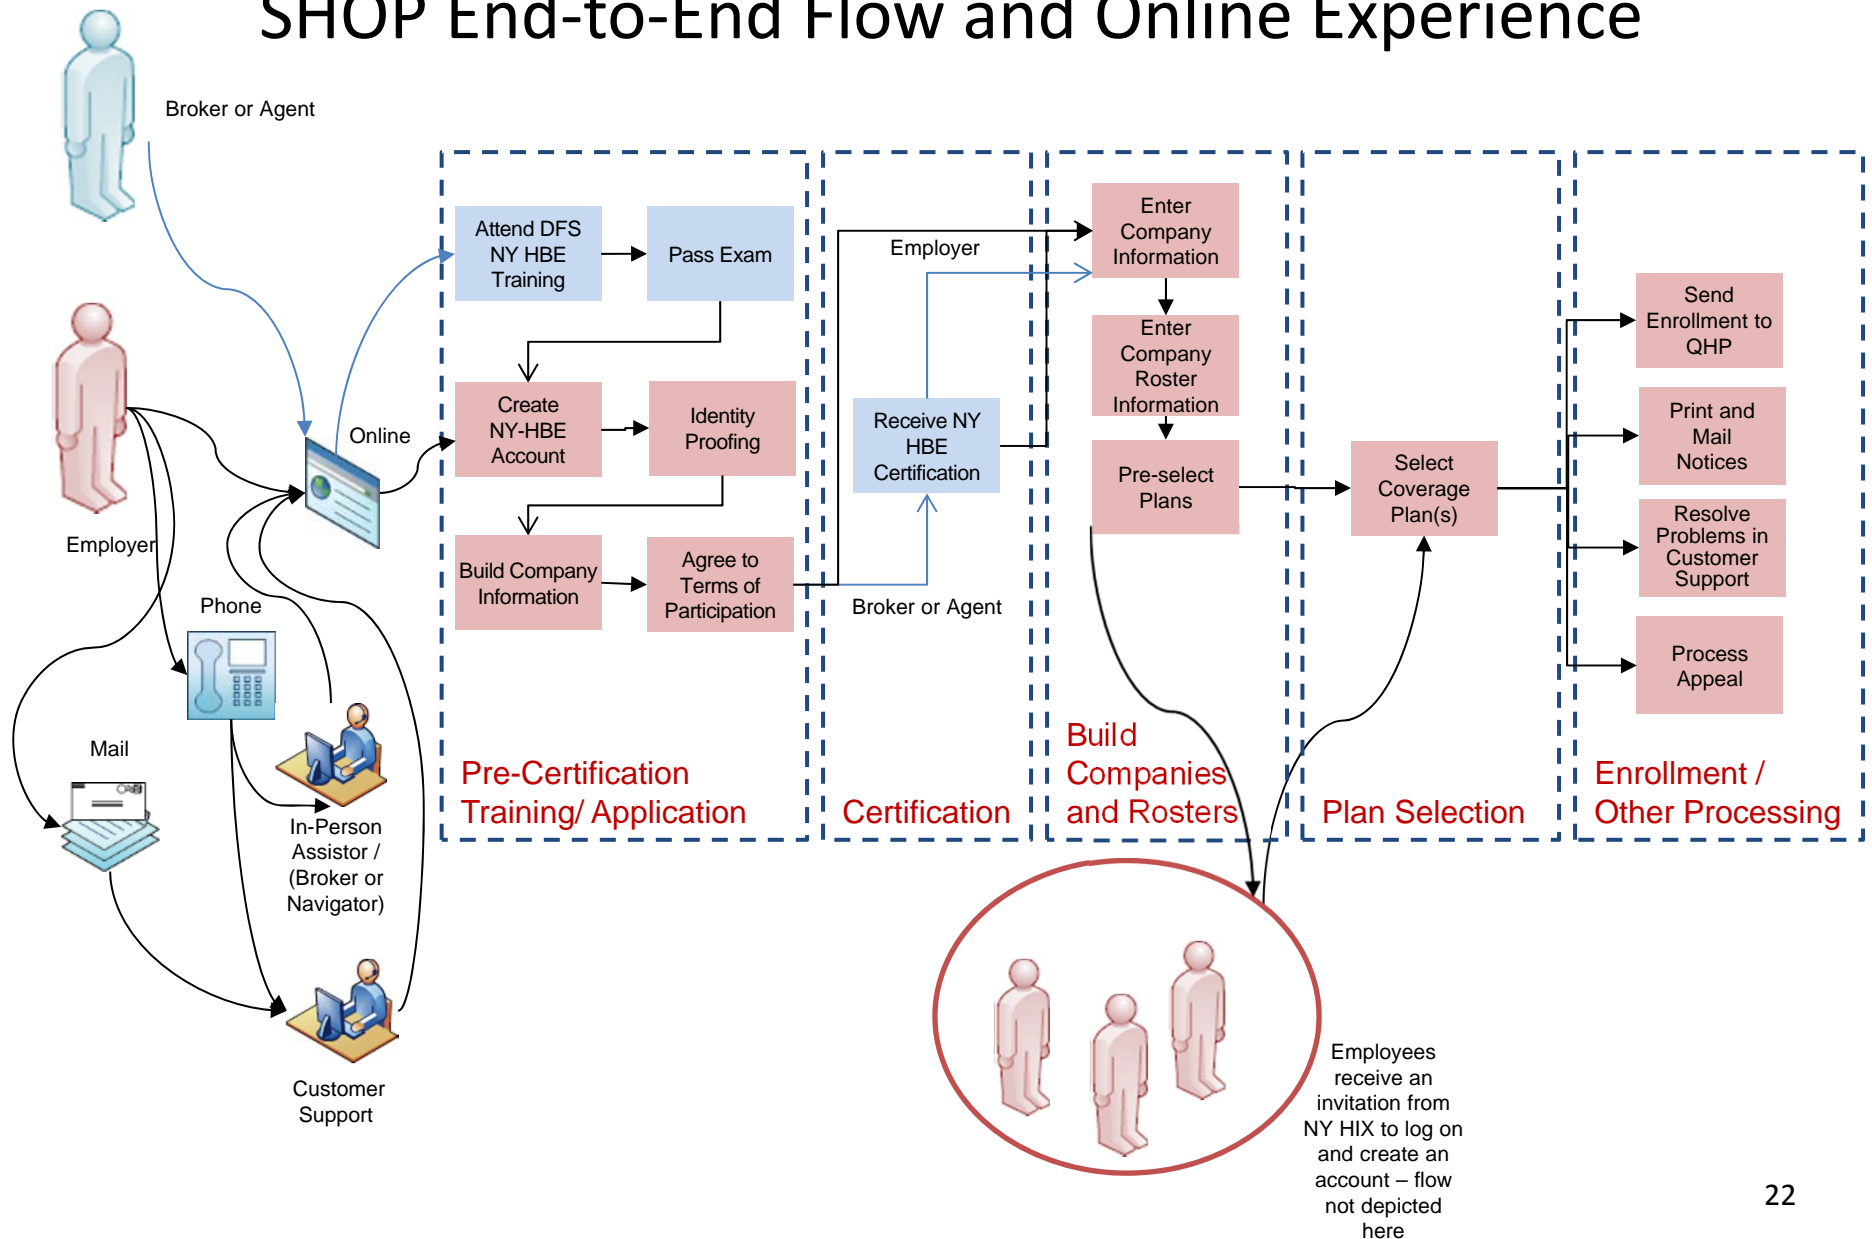 SHOP End-to-End Flow and Online Experience
Broker or Agent
Employer
Online
Phone
Mail
In-Person
Assistor /
(Broker or
Navigator)
Customer
Support
Attend DFS
NY HBE
Training
Pass Exam
Create
NY-HBE
Account
Identity
Proofing
Build Company
Information
Agree to
Terms of
Participation
Pre-Certification
Training/ Application
Employer
Receive NY
HBE
Certification
Broker or Agent
Certification
Enter
Company
Information
Enter
Company
Roster
Information
Pre-select
Plans
Build
Companies
and Rosters
Select
Coverage
Plan(s)
Plan Selection
Send
Enrollment to
QHP
Print and
Mail
Notices
Resolve
Problems in
Customer
Support
Process
Appeal
Enrollment /
Other Processing
Employees
receive an
invitation from
NY HIX to log on
and create an
account – flow
not depicted
here
22